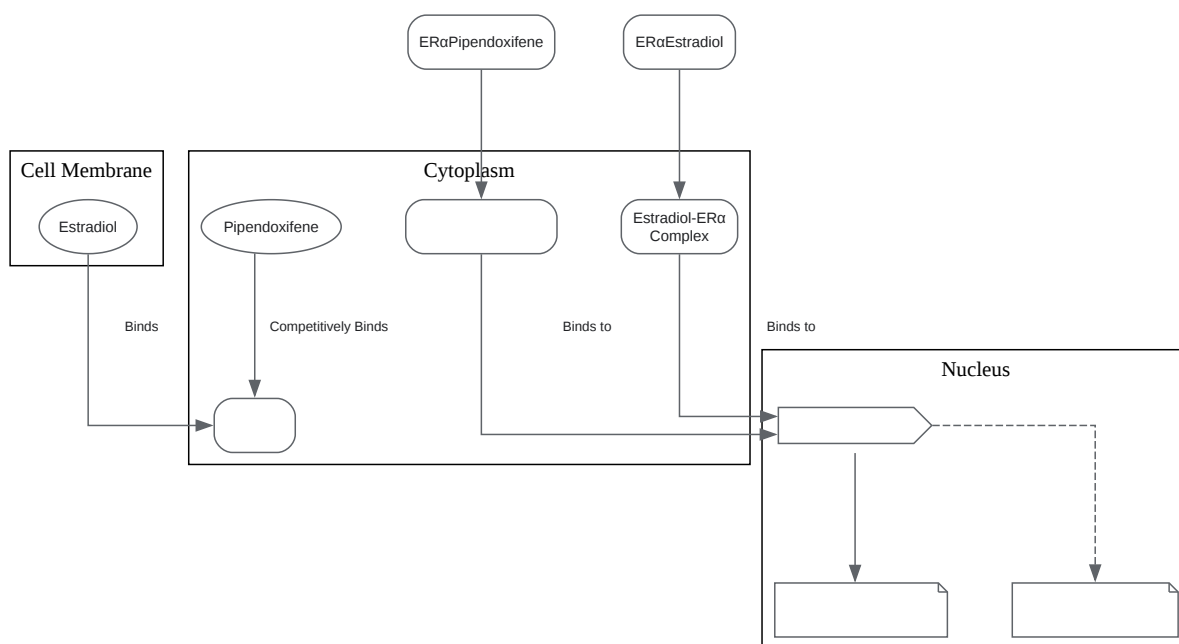 ERαPipendoxifene
ERαEstradiol
Cell Membrane
Cytoplasm
Estradiol
Pipendoxifene
Estradiol-ERα
Complex
Binds
Competitively Binds
Binds to
Binds to
Nucleus